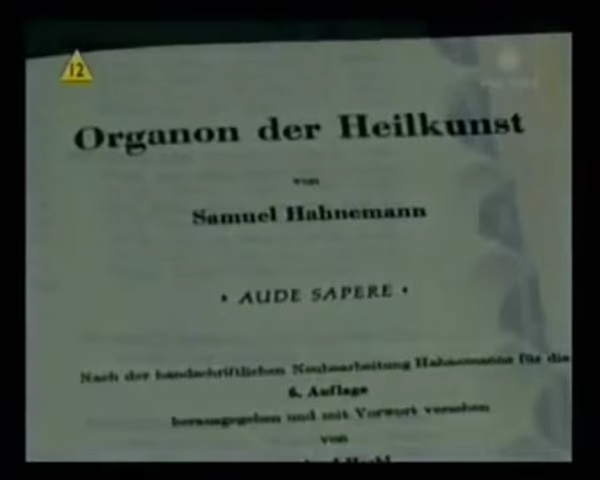 12
Organon der Heilkunst
von
Samuel Hahnemann
• AUDE SAPERE •
Nach der handschriftlichen Neubearbeitung Hahnemanns für die
6. Auflage
herausgegeben und mit Vorwort versehen
von